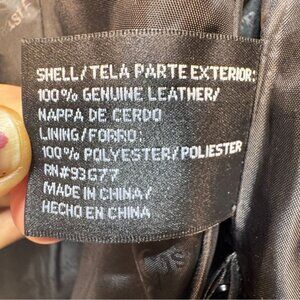 SHELL/TELA PARTE EXTERIOR:
100% GENUINE LEATHER/
NAPPA DE CERDO
LINING/FORRO:
100% POLYESTER/POLIESTER
RN#93G77
MADE IN CHINA/
HECHO EN CHINA